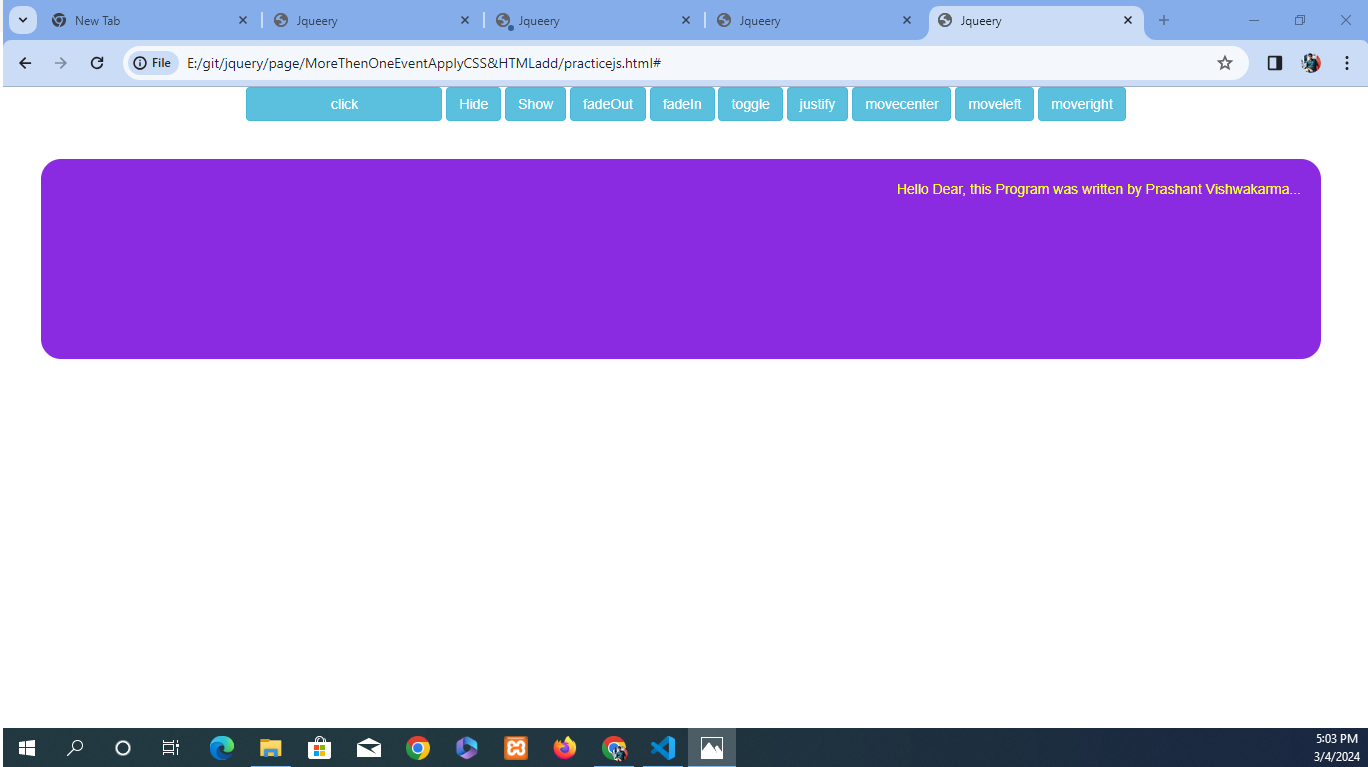 New Tab
Jqueery
Jqueery
Jqueery
Jqueery
File E:/git/jquery/page/MoreThenOneEventApplyCSS&HTMLadd/practicejs.html#
click Hide Show fadeOut fadeIn toggle justify movecenter moveleft moveright
Hello Dear, this Program was written by Prashant Vishwakarma...
5:03 PM
3/4/2024